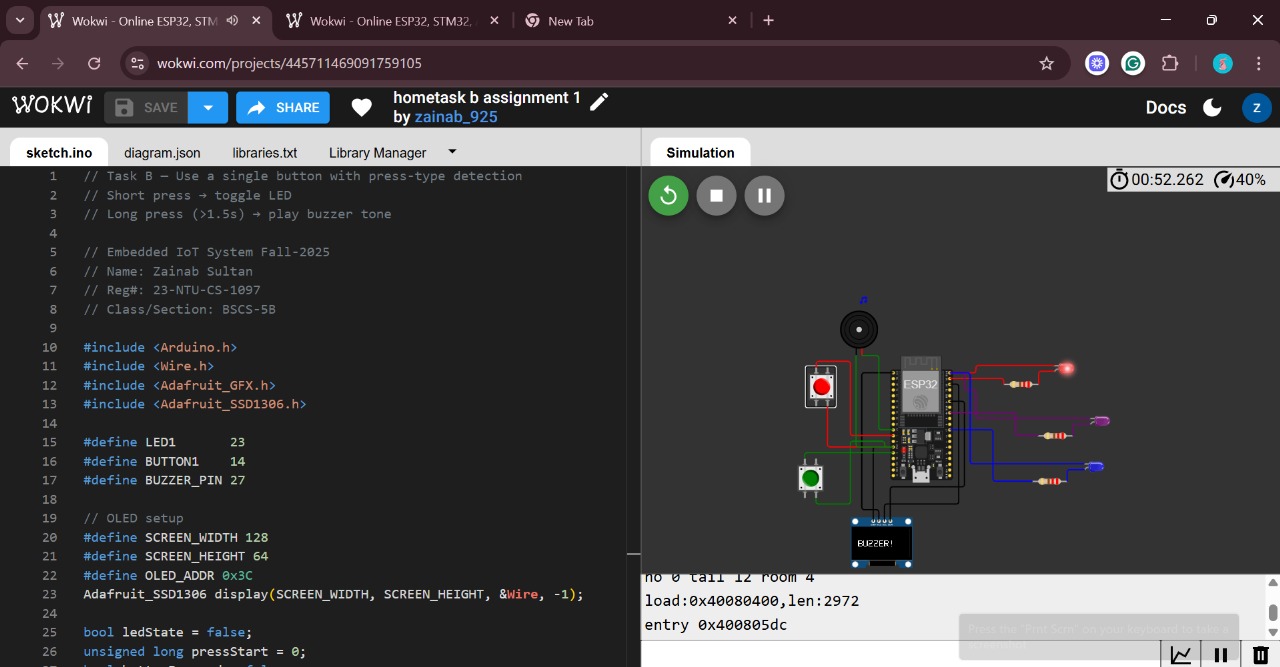 Wokwi - Online ESP32, STM
Wokwi - Online ESP32, STM32,
New Tab
wokwi.com/projects/445711469091759105
WOKWi
SAVE
SHARE
hometask b assignment 1
by zainab_925
Docs
Z
sketch.ino
diagram.json
libraries.txt
Library Manager
Simulation
1 // Task B — Use a single button with press-type detection
2 // Short press → toggle LED
3 // Long press (>1.5s) → play buzzer tone
4
5 // Embedded IoT System Fall-2025
6 // Name: Zainab Sultan
7 // Reg#: 23-NTU-CS-1097
8 // Class/Section: BSCS-5B
9
10 #include <Arduino.h>
11 #include <Wire.h>
12 #include <Adafruit_GFX.h>
13 #include <Adafruit_SSD1306.h>
14
15 #define LED1 23
16 #define BUTTON1 14
17 #define BUZZER_PIN 27
18
19 // OLED setup
20 #define SCREEN_WIDTH 128
21 #define SCREEN_HEIGHT 64
22 #define OLED_ADDR 0x3C
23 Adafruit_SSD1306 display(SCREEN_WIDTH, SCREEN_HEIGHT, &Wire, -1);
24
25 bool ledState = false;
26 unsigned long pressStart = 0;
00:52.262 40%
ESP32
BUZZER!
ho 0 tail 12 room 4
load:0x40080400,len:2972
entry 0x400805dc
Press the "Prnt Scrn" on your keyboard to take a